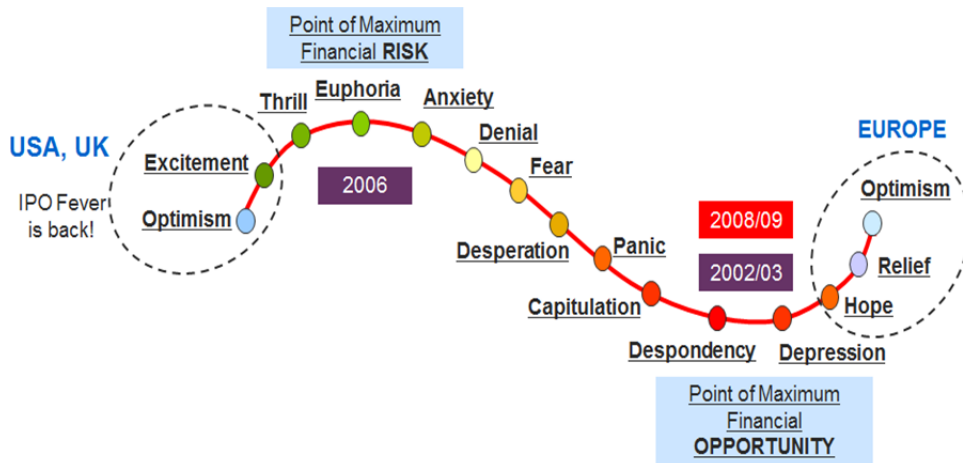 Point of Maximum
Financial RISK
Euphoria
Thrill
Anxiety
USA, UK
Denial
EUROPE
Excitement
Fear
2006
IPO Fever
is back!
Optimism
Optimism
2008/09
Desperation
Panic
2002/03
Relief
Capitulation
Hope
Despondency
Depression
Point of Maximum
Financial
OPPORTUNITY